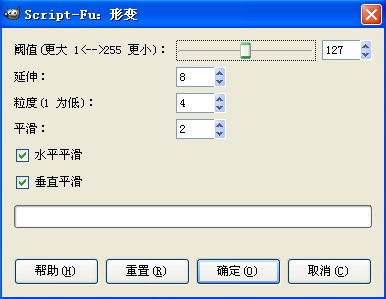 Script-Fu: 形变
阈值(更大 1<-->255 更小): 127
延伸: 8
粒度(1 为低): 4
平滑: 2
水平平滑
垂直平滑
帮助(H) 重置(R) 确定(O) 取消(C)